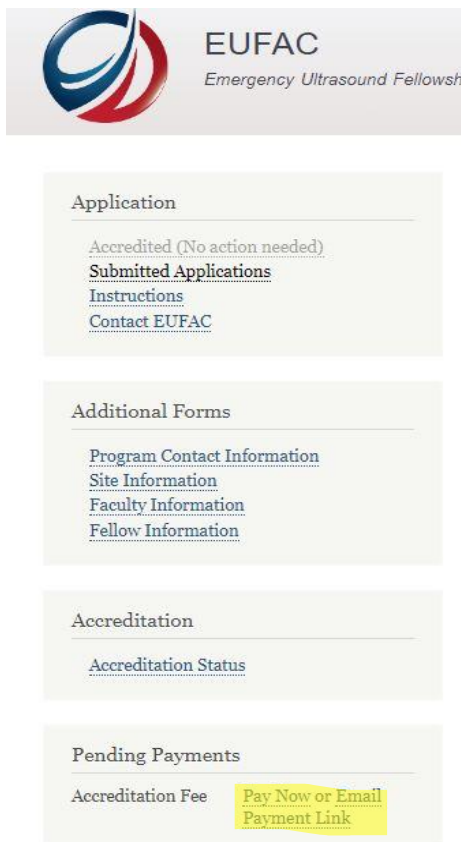 EUFAC
Emergency Ultrasound
Application
Accredited (No action needed)
Submitted Applications
Instructions
Contact EUFAC
Additional Forms
Program Contact Information
Site Information
Faculty Information
Fellow Information
Accreditation
Accreditation Status
Pending Payments
Accreditation Fee Pay Now or Email
Payment Link